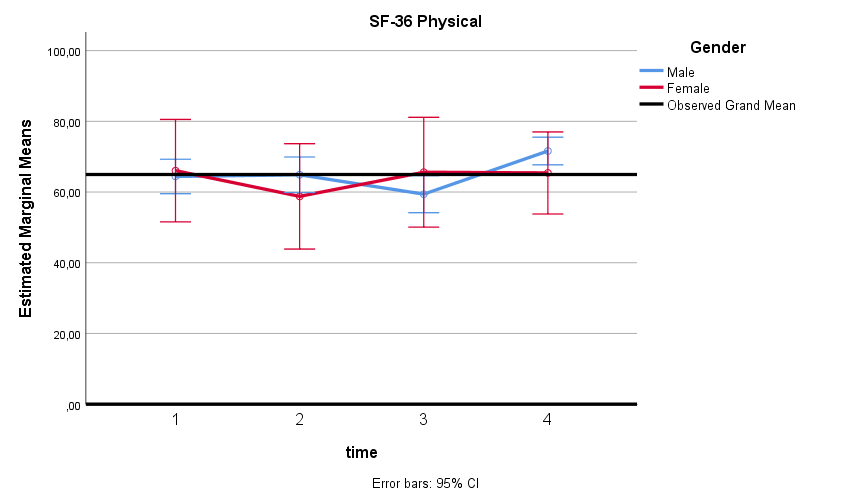 SF-36 Physical
Estimated Marginal Means
100,00
80,00
60,00
40,00
20,00
,00
1 2 3 4
time
Error bars: 95% CI
Gender
Male
Female
Observed Grand Mean